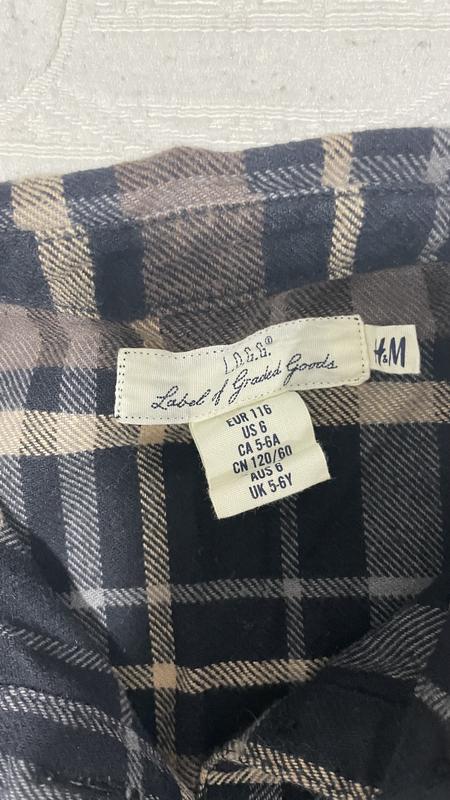 L.O.G.G.®
Label of Graded Goods
H&M
EUR 116
US 6
CA 5-6A
CN 120/60
AUS 6
UK 5-6Y